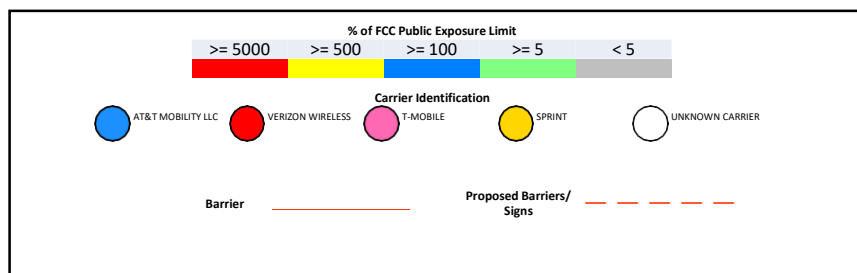 % of FCC Public Exposure Limit
>= 5000 >= 500 >= 100 >= 5 < 5
Carrier Identification
AT&T MOBILITY LLC VERIZON WIRELESS T-MOBILE SPRINT UNKNOWN CARRIER
Barrier
Proposed Barriers/
Signs